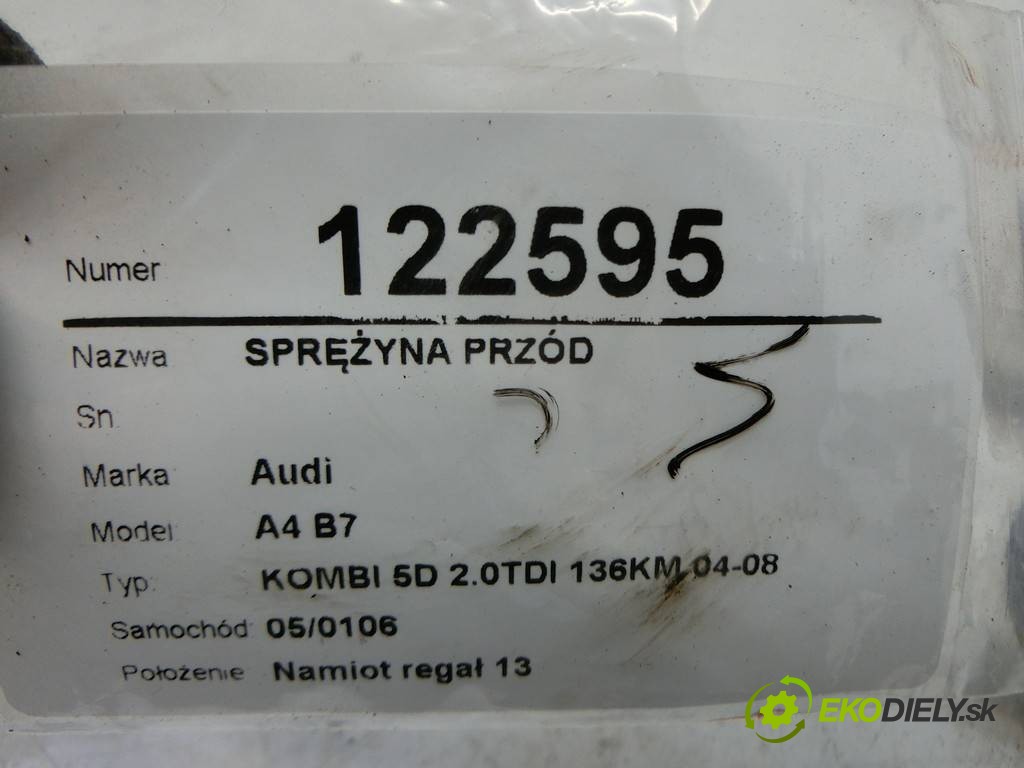 Numer 122595
Nazwa SPRĘŻYNA PRZÓD
Sn
Marka Audi
Model A4 B7
Typ KOMBI 5D 2.0TDI 136KM 04-08
Samochód 05/0106
Położenie Namiot regał 13
EKODIELY.sk